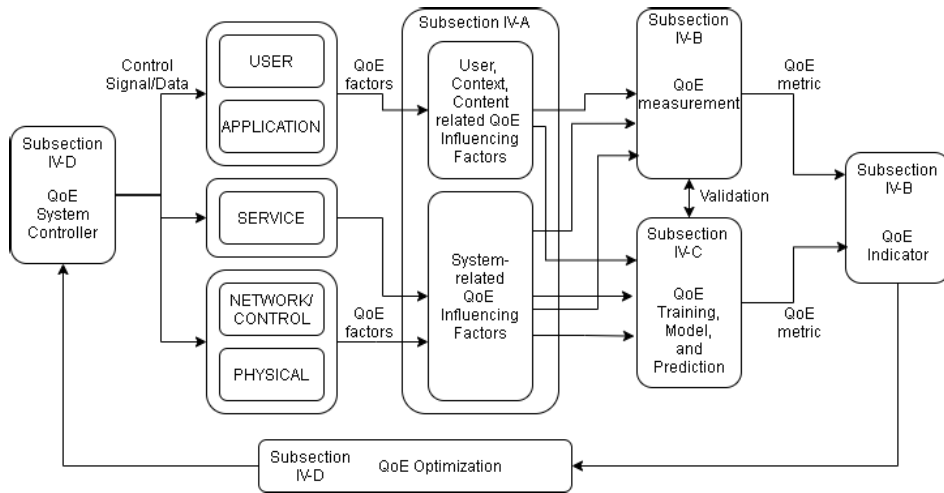 Subsection
IV-D
QoE
System
Controller
Control
Signal/Data
USER
APPLICATION
SERVICE
NETWORK/
CONTROL
PHYSICAL
QoE
factors
QoE
factors
Subsection IV-A
User,
Context,
Content
related QoE
Influencing
Factors
System-
related
QoE
Influencing
Factors
Subsection
IV-B
QoE
measurement
Validation
Subsection
IV-C
QoE
Training,
Model,
and
Prediction
QoE
metric
QoE
metric
Subsection
IV-B
QoE
Indicator
Subsection
IV-D
QoE Optimization